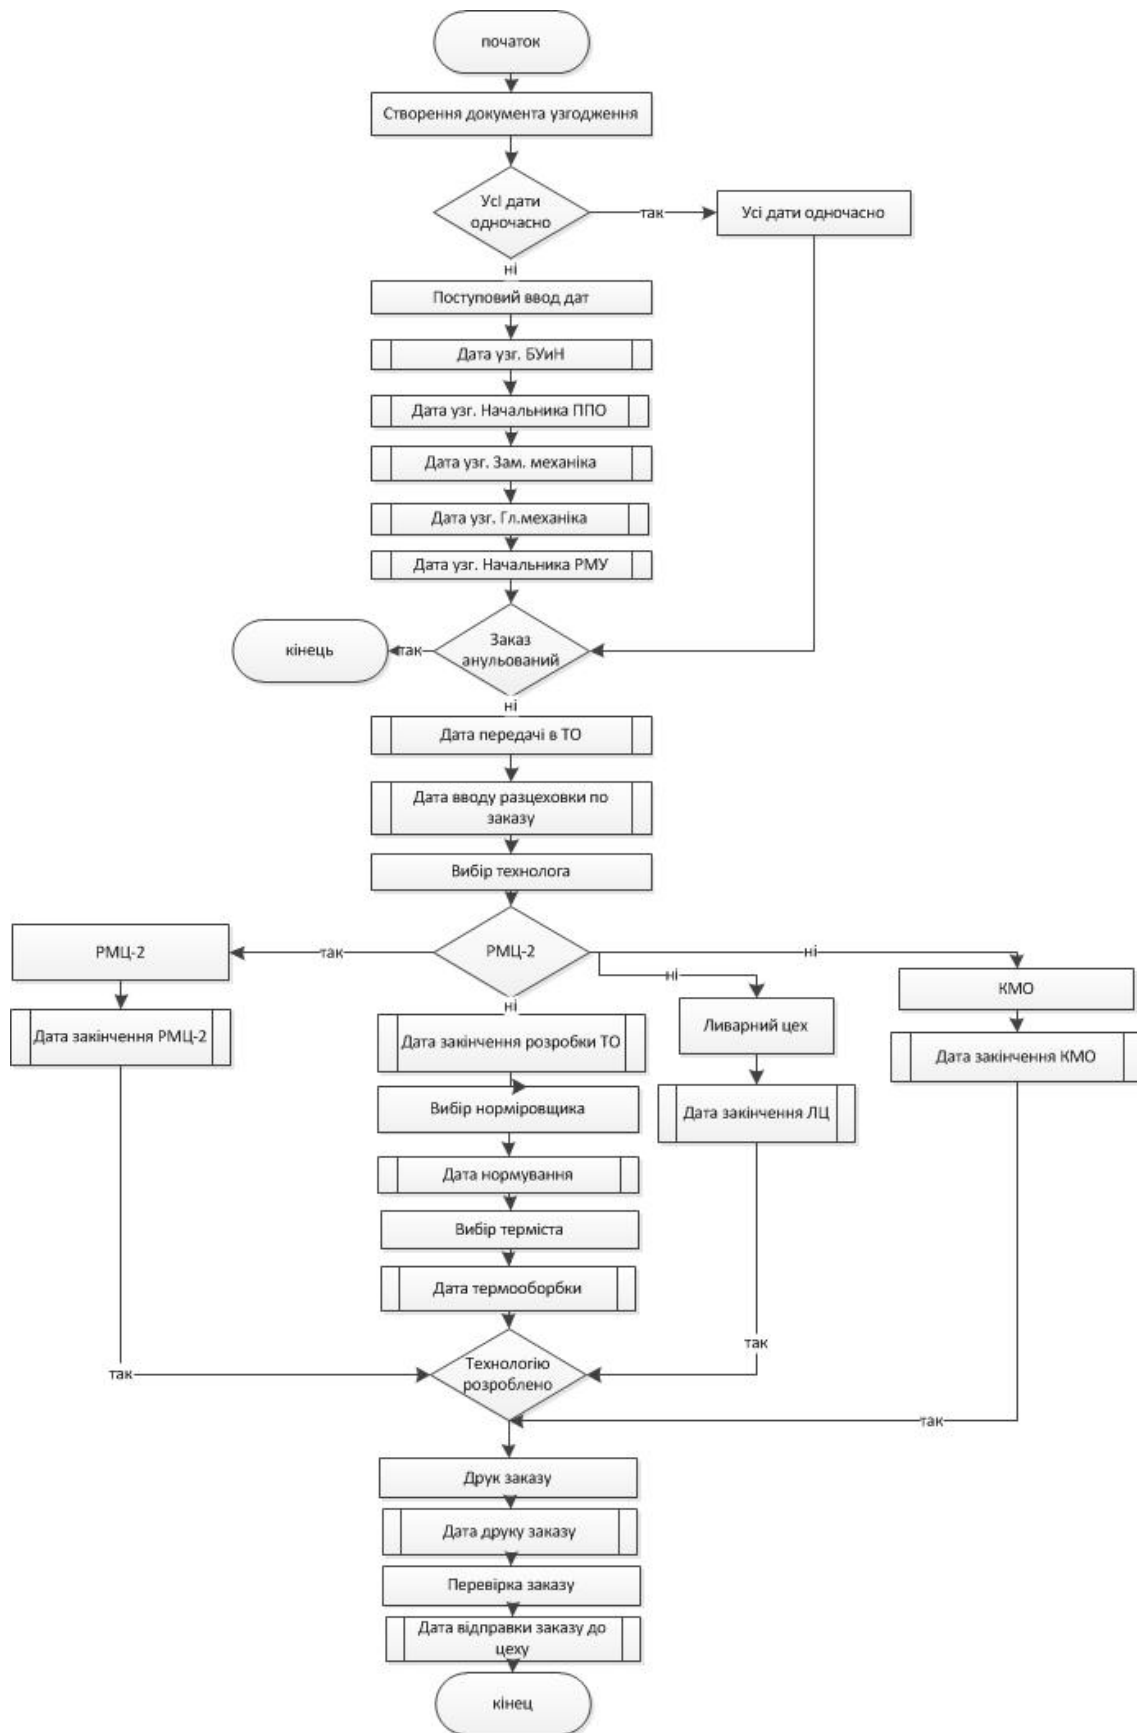 початок
Створення документа узгодження
Усі дати
одночасно
так
Усі дати одночасно
ні
Поступовий ввод дат
Дата узг. БУиН
Дата узг. Начальника ППО
Дата узг. Зам. механіка
Дата узг. Гл.механіка
Дата узг. Начальника РМУ
кінець
так
Заказ
анульований
ні
Дата передачі в ТО
Дата вводу разцеховки по
заказу
Вибір технолога
РМЦ-2
так
РМЦ-2
ні
ні
ні
КМО
Ливарний цех
Дата закінчення РМЦ-2
Дата закінчення розробки ТО
Дата закінчення КМО
Вибір норміровщика
Дата закінчення ЛЦ
Дата нормування
Вибір терміста
Дата термооборбки
так
так
Технологію
розроблено
так
Друк заказу
Дата друку заказу
Перевірка заказу
Дата відправки заказу до
цеху
кінец